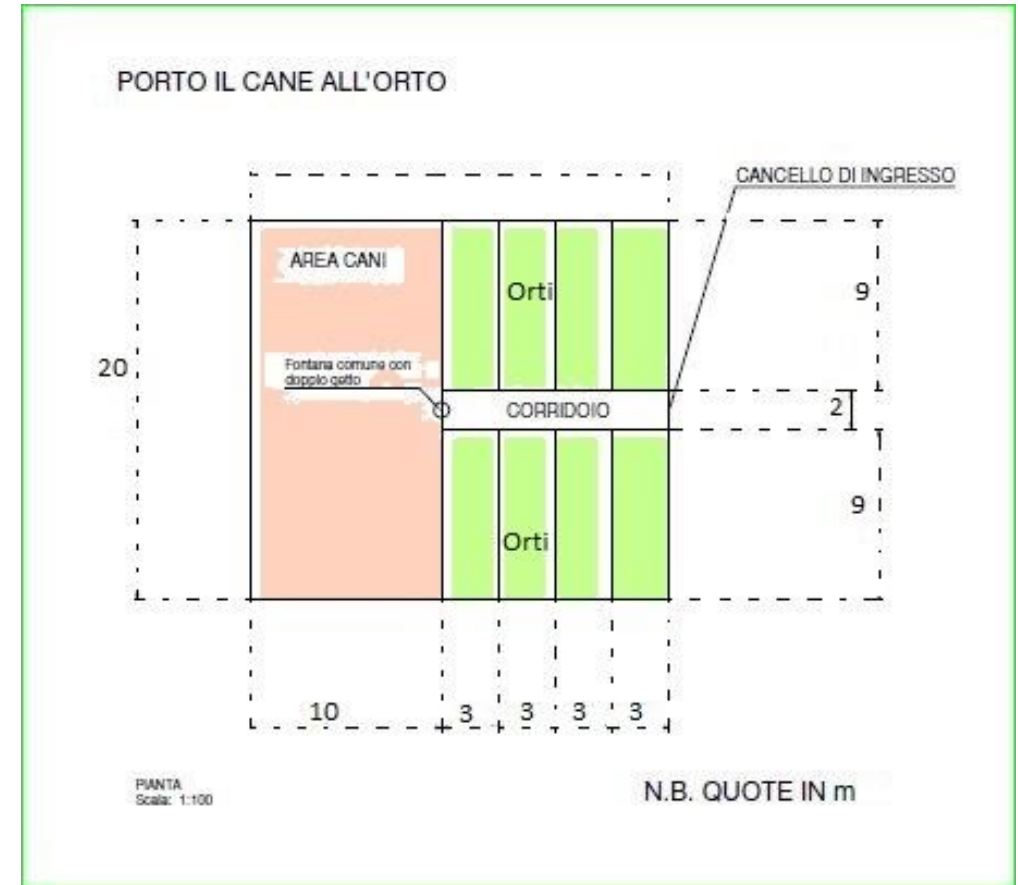 PORTO IL CANE ALL'ORTO
CANCELLO DI INGRESSO
AREA CANI
Orti
9
20
Fontana comune con
doppio getto
CORRIDOIO
2
9
Orti
10
3
3
3
3
PIANTA
Scala: 1:100
N.B. QUOTE IN m